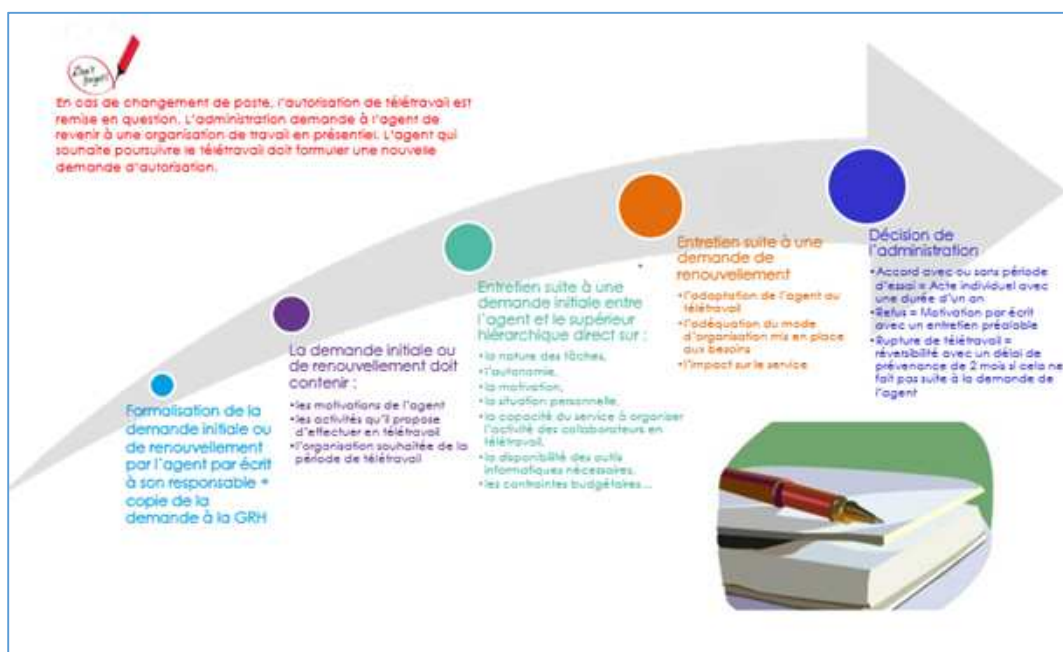 Don't forget!
En cas de changement de poste, l'autorisation de télétravail est
remise en question. L'administration demande à l'agent de
revenir à une organisation de travail en présentiel. L'agent qui
souhaite poursuivre le télétravail doit formuler une nouvelle
demande d'autorisation.
Formalisation de la
demande initiale ou
de renouvellement
par l'agent par écrit
à son responsable +
copie de la
demande à la GRH
La demande initiale ou
de renouvellement doit
contenir :
•les motivations de l'agent
•les activités qu'il propose
d'effectuer en télétravail
•l'organisation souhaitée de la
période de télétravail
Entretien suite à une
demande initiale entre
l'agent et le supérieur
hiérarchique direct sur :
•la nature des tâches,
•l'autonomie,
•la motivation,
•la situation personnelle,
•la capacité du service à organiser
l'activité des collaborateurs en
télétravail,
•la disponibilité des outils
informatiques nécessaires,
•les contraintes budgétaires...
Entretien suite à une
demande de
renouvellement
•l'adaptation de l'agent au
télétravail
•l'adéquation du mode
d'organisation mis en place
aux besoins
•l'impact sur le service
Décision de
l'administration
•Accord avec ou sans période
d'essai = Acte individuel avec
une durée d'un an
•Refus = Motivation par écrit
avec un entretien préalable
•Rupture de télétravail =
réversibilité avec un délai de
prévenance de 2 mois si cela ne
fait pas suite à la demande de
l'agent